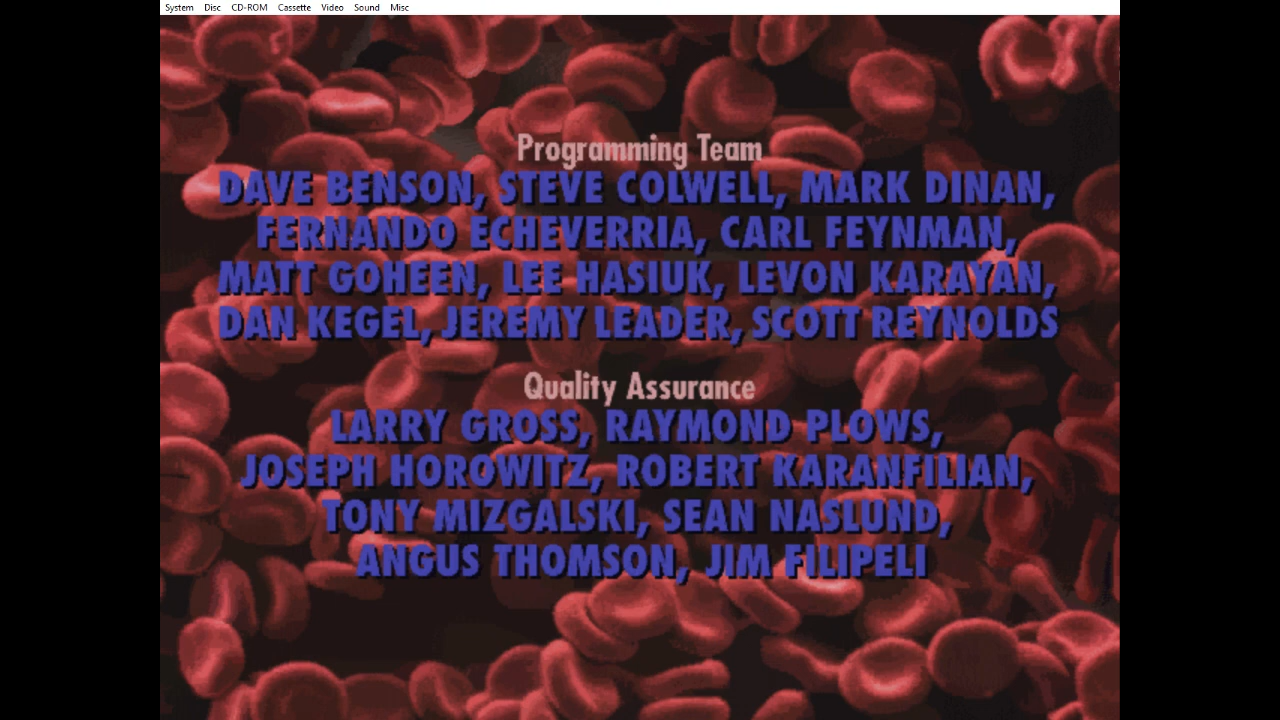 System Disc CD-ROM Cassette Video Sound Misc
Programming Team
DAVE BENSON, STEVE COLWELL, MARK DINAN,
FERNANDO ECHEVERRIA, CARL FEYNMAN,
MATT GOHEEN, LEE HASIUK, LEVON KARAYAN,
DAN KEGEL, JEREMY LEADER, SCOTT REYNOLDS
Quality Assurance
LARRY GROSS, RAYMOND PLOWS,
JOSEPH HOROWITZ, ROBERT KARANFILIAN,
TONY MIZGALSKI, SEAN NASLUND,
ANGUS THOMSON, JIM FILIPELI